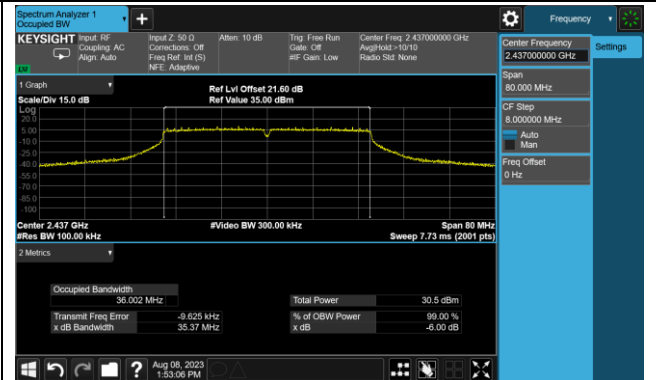 Spectrum Analyzer 1
Occupied BW
Frequency
KEYSIGHT
Input: RF
Coupling: AC
Align: Auto
Input Z: 50 Ω
Corrections: Off
Freq Ref: Int (S)
NFE: Adaptive
Atten: 10 dB
Trig: Free Run
Gate: Off
#IF Gain: Low
Center Freq: 2.437000000 GHz
Avg|Hold:>10/10
Radio Std: None
Center Frequency
2.437000000 GHz
Settings
Span
80.000 MHz
CF Step
8.000000 MHz
Auto
Man
Freq Offset
0 Hz
1 Graph
Scale/Div 15.0 dB
Ref Lvl Offset 21.60 dB
Ref Value 35.00 dBm
Log
20.0
5.00
-10.0
-25.0
-40.0
-55.0
-70.0
-85.0
-100
Center 2.437 GHz
#Res BW 100.00 kHz
#Video BW 300.00 kHz
Span 80 MHz
Sweep 7.73 ms (2001 pts)
2 Metrics
Occupied Bandwidth
36.002 MHz
Total Power 30.5 dBm
Transmit Freq Error -9.625 kHz
% of OBW Power 99.00 %
x dB Bandwidth 35.37 MHz
x dB -6.00 dB
Aug 08, 2023
1:53:06 PM